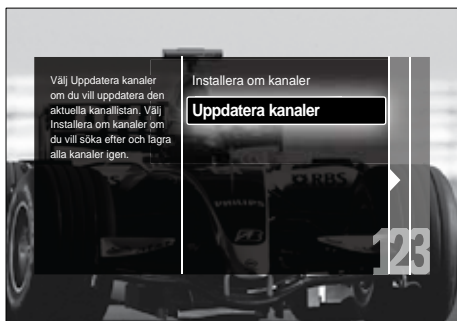 Välj Uppdatera kanaler
om du vill uppdatera den
aktuella kanallistan. Välj
Installera om kanaler om
du vill söka efter och lagra
alla kanaler igen.
Installera om kanaler
Uppdatera kanaler
RBS
PHILIPS
123